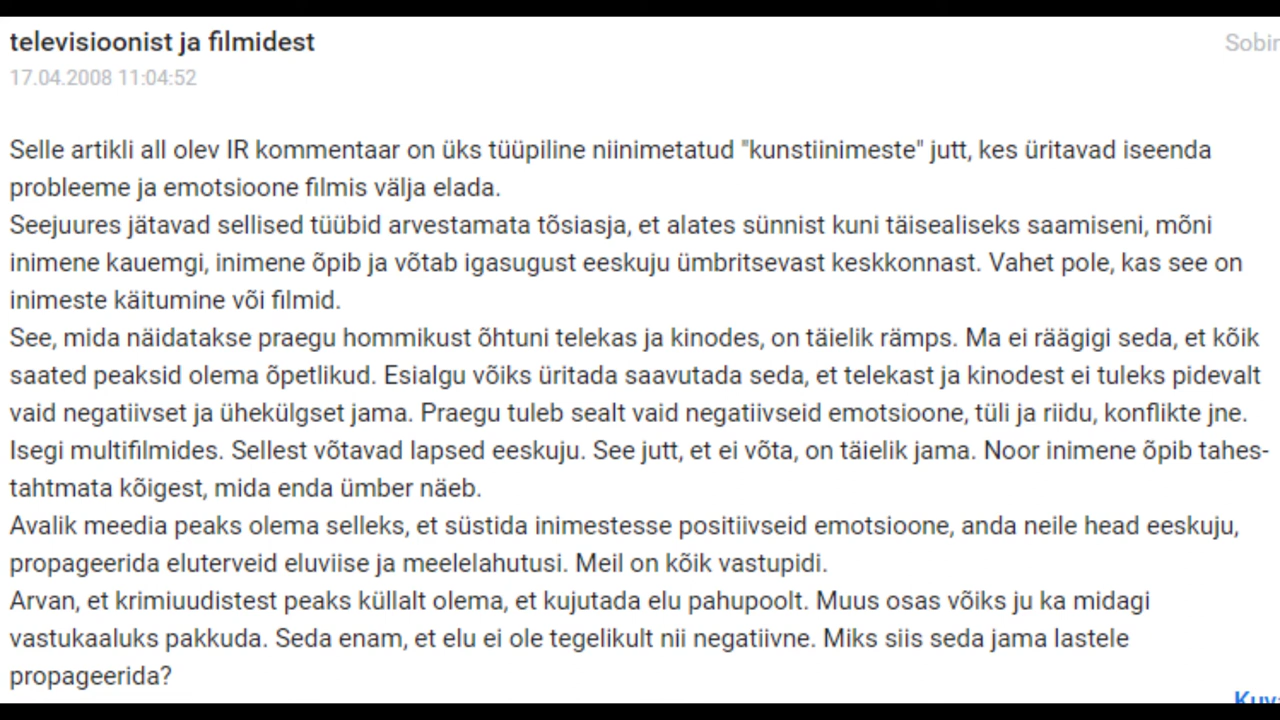 televisioonist ja filmidest
17.04.2008 11:04:52
Selle artikli all olev IR kommentaar on üks tüüpiline niinimetatud "kunstiinimeste" jutt, kes üritavad iseenda
probleeme ja emotsioone filmis välja elada.
Seejuures jätavad sellised tüübid arvestamata tõsiasja, et alates sünnist kuni täisealiseks saamiseni, mõni
inimene kauemgi, inimene õpib ja võtab igasugust eeskuju ümbritsevast keskkonnast. Vahet pole, kas see on
inimeste käitumine või filmid.
See, mida näidatakse praegu hommikust õhtuni telekas ja kinodes, on täielik rämps. Ma ei räägigi seda, et kõik
saated peaksid olema õpetlikud. Esialgu võiks üritada saavutada seda, et telekast ja kinodest ei tuleks pidevalt
vaid negatiivset ja ühekülgset jama. Praegu tuleb sealt vaid negatiivseid emotsioone, tüli ja riidu, konflikte jne.
Isegi multifilmides. Sellest võtavad lapsed eeskuju. See jutt, et ei võta, on täielik jama. Noor inimene õpib tahes-
tahtmata kõigest, mida enda ümber näeb.
Avalik meedia peaks olema selleks, et süstida inimestesse positiivseid emotsioone, anda neile head eeskuju,
propageerida eluterveid eluviise ja meelelahutusi. Meil on kõik vastupidi.
Arvan, et krimiuudistest peaks küllalt olema, et kujutada elu pahupoolt. Muus osas võiks ju ka midagi
vastukaaluks pakkuda. Seda enam, et elu ei ole tegelikult nii negatiivne. Miks siis seda jama lastele
propageerida?